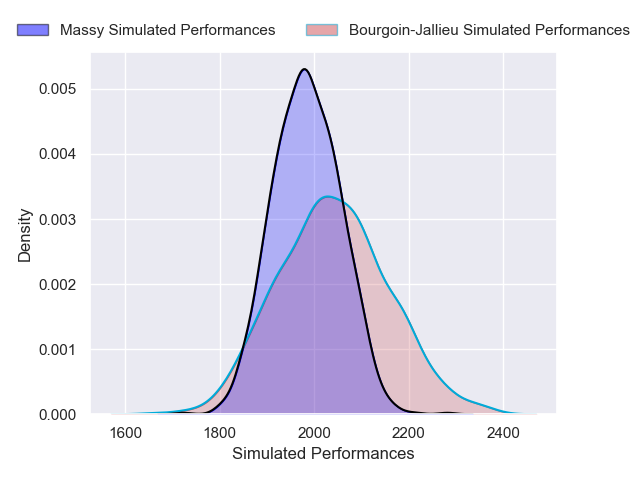 Massy Simulated Performances
Bourgoin-Jallieu Simulated Performances
0.005
0.004
0.003
0.002
0.001
0.000
Density
1600
1800
2000
2200
2400
Simulated Performances